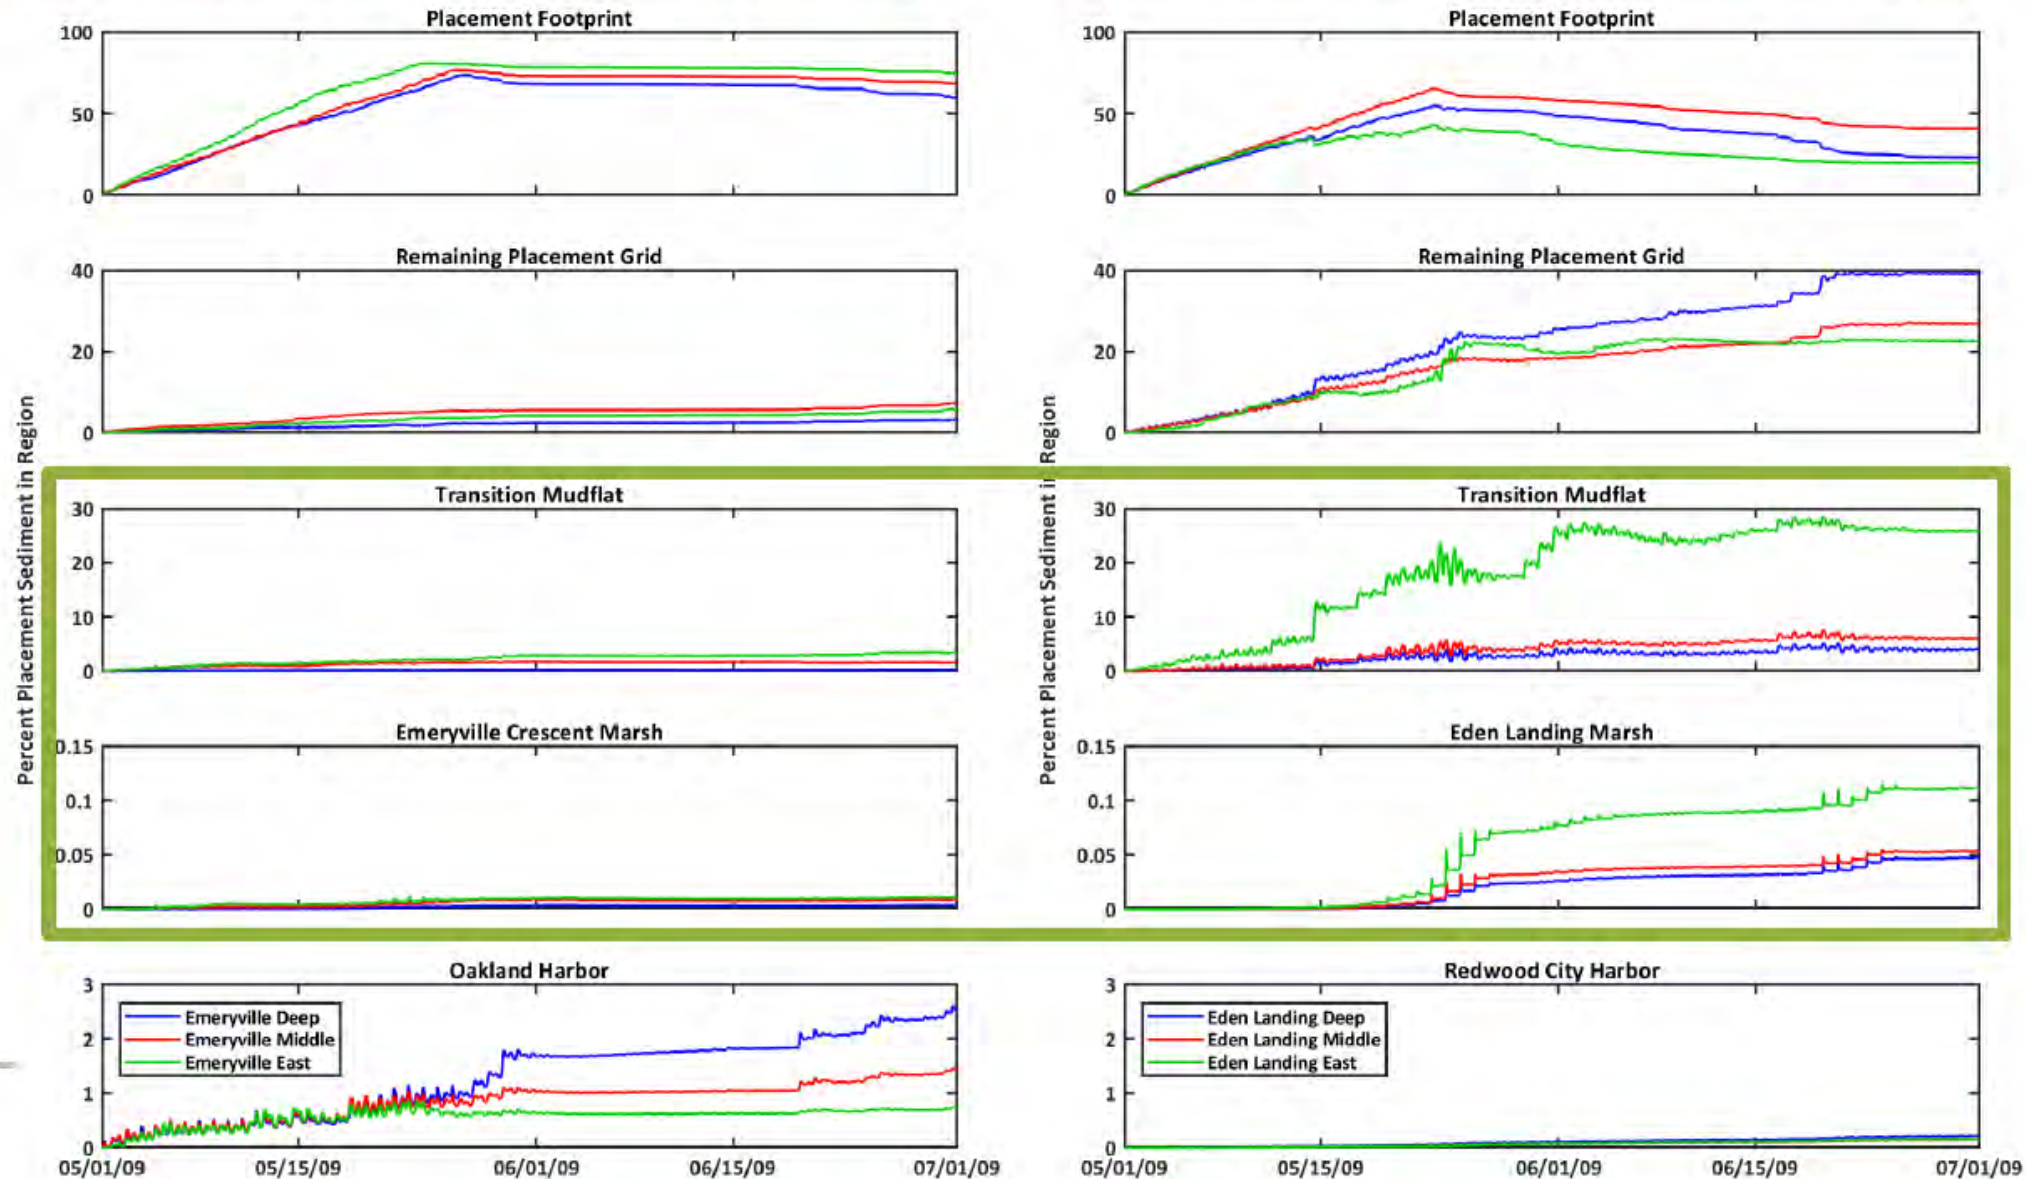 Placement Footprint
Placement Footprint
100
50
0
100
50
0
Remaining Placement Grid
Remaining Placement Grid
40
20
0
40
20
0
Percent Placement Sediment in Region
Percent Placement Sediment in Region
Transition Mudflat
Transition Mudflat
30
20
10
0
30
20
10
0
Emeryville Crescent Marsh
Eden Landing Marsh
0.15
0.1
0.05
0
0.15
0.1
0.05
0
Oakland Harbor
Redwood City Harbor
3
2
1
0
3
2
1
0
Emeryville Deep
Emeryville Middle
Emeryville East
Eden Landing Deep
Eden Landing Middle
Eden Landing East
05/01/09 05/15/09 06/01/09 06/15/09 07/01/09
05/01/09 05/15/09 06/01/09 06/15/09 07/01/09